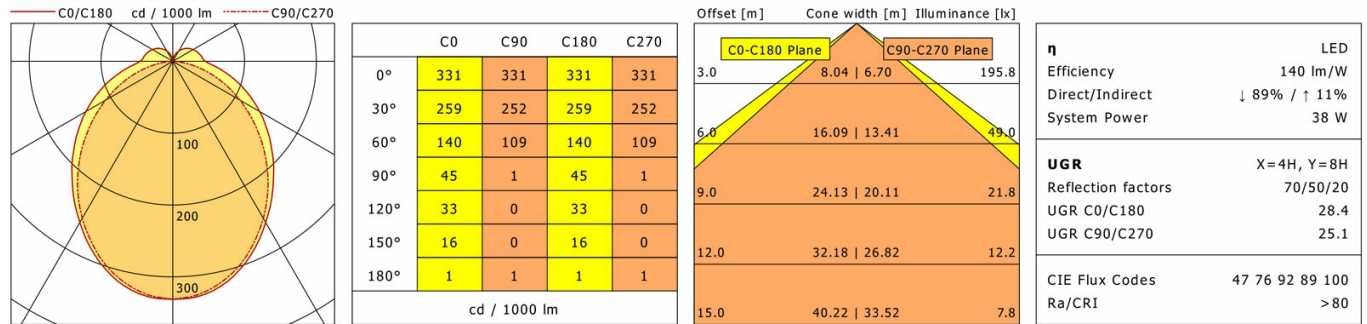 C0/C180 cd / 1000 lm C90/C270
100
200
300
C0 C90 C180 C270
0° 331 331 331 331
30° 259 252 259 252
60° 140 109 140 109
90° 45 1 45 1
120° 33 0 33 0
150° 16 0 16 0
180° 1 1 1 1
cd / 1000 lm
Offset [m] Cone width [m] Illuminance [lx]
C0-C180 Plane C90-C270 Plane
3.0 8.04 | 6.70 195.8
6.0 16.09 | 13.41 49.0
9.0 24.13 | 20.11 21.8
12.0 32.18 | 26.82 12.2
15.0 40.22 | 33.52 7.8
η LED
Efficiency 140 lm/W
Direct/Indirect ↓ 89% / ↑ 11%
System Power 38 W
UGR X=4H, Y=8H
Reflection factors 70/50/20
UGR C0/C180 28.4
UGR C90/C270 25.1
CIE Flux Codes 47 76 92 89 100
Ra/CRI >80